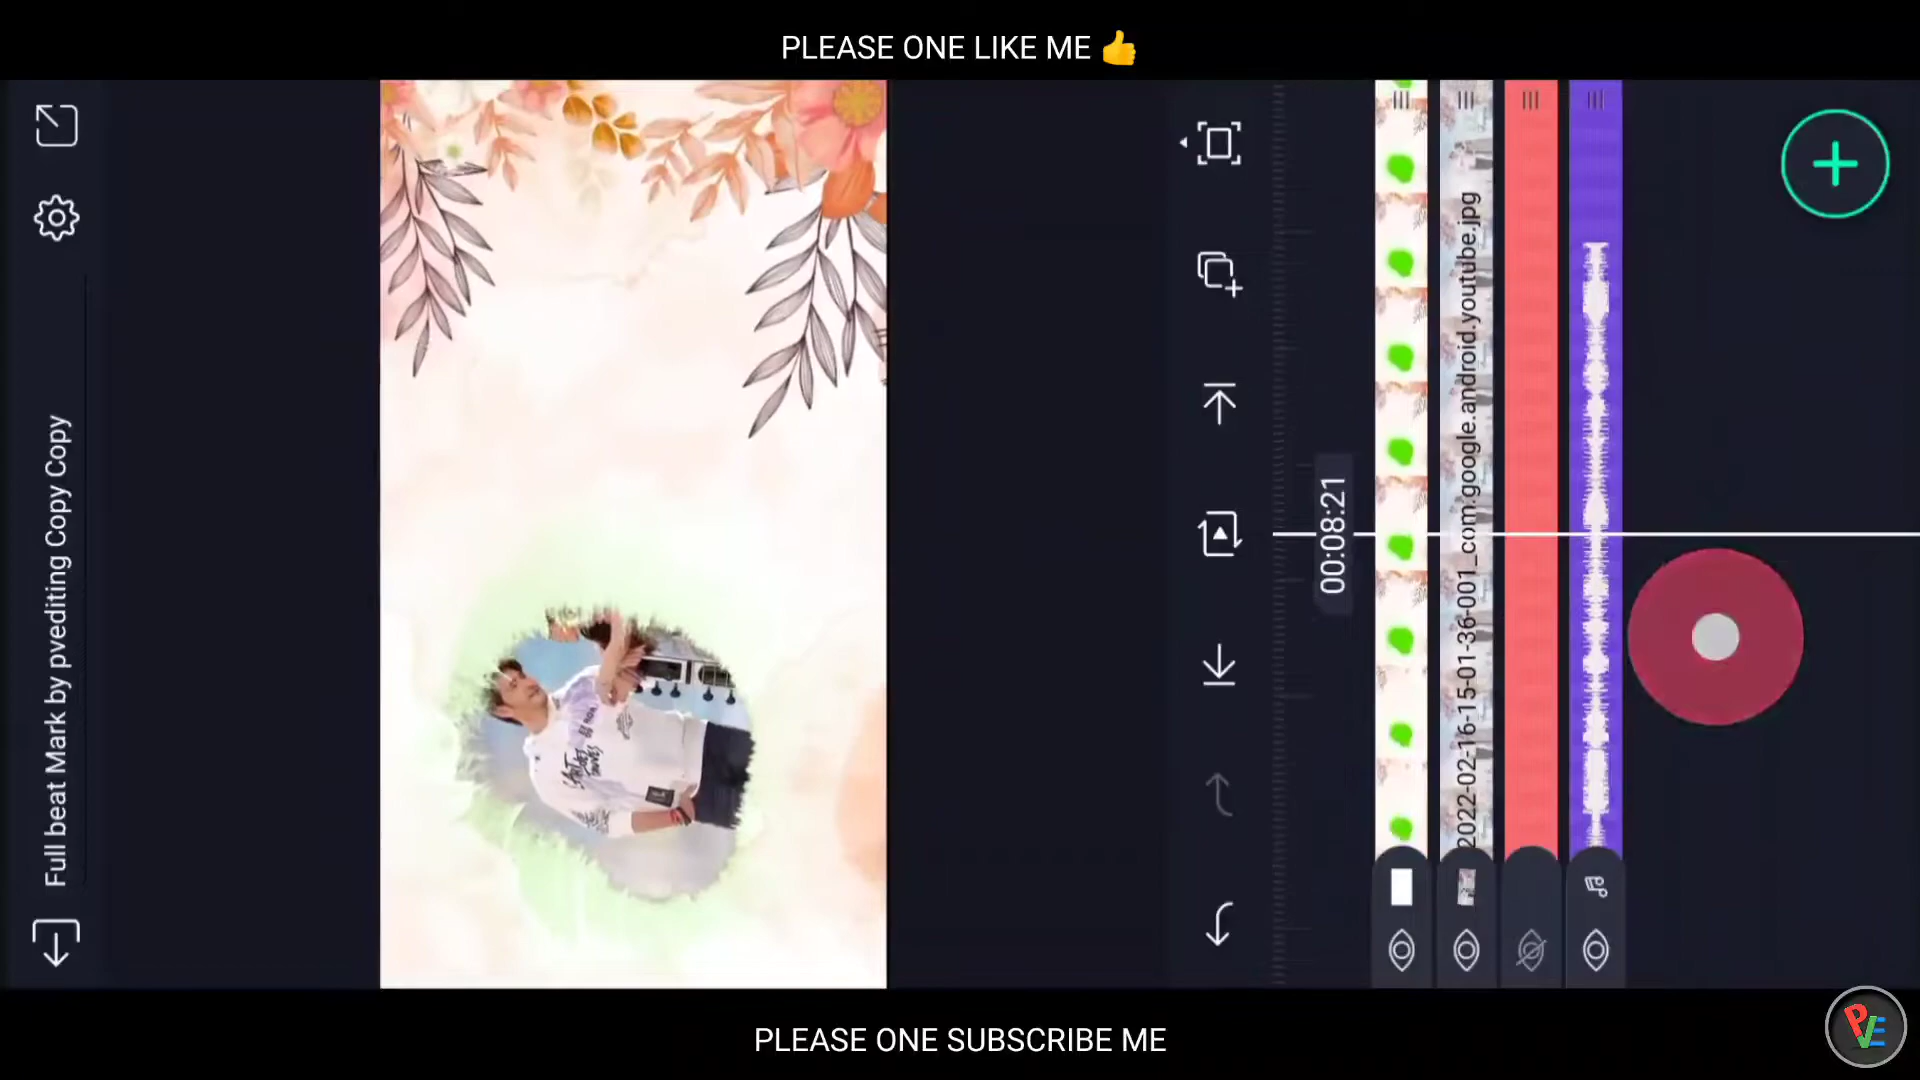 PLEASE ONE LIKE ME 👍
Full beat Mark by pvediting Copy Copy
00:08:21
2022-02-16-15-01-36-001_com.google.android.youtube.jpg
PLEASE ONE SUBSCRIBE ME
PVE